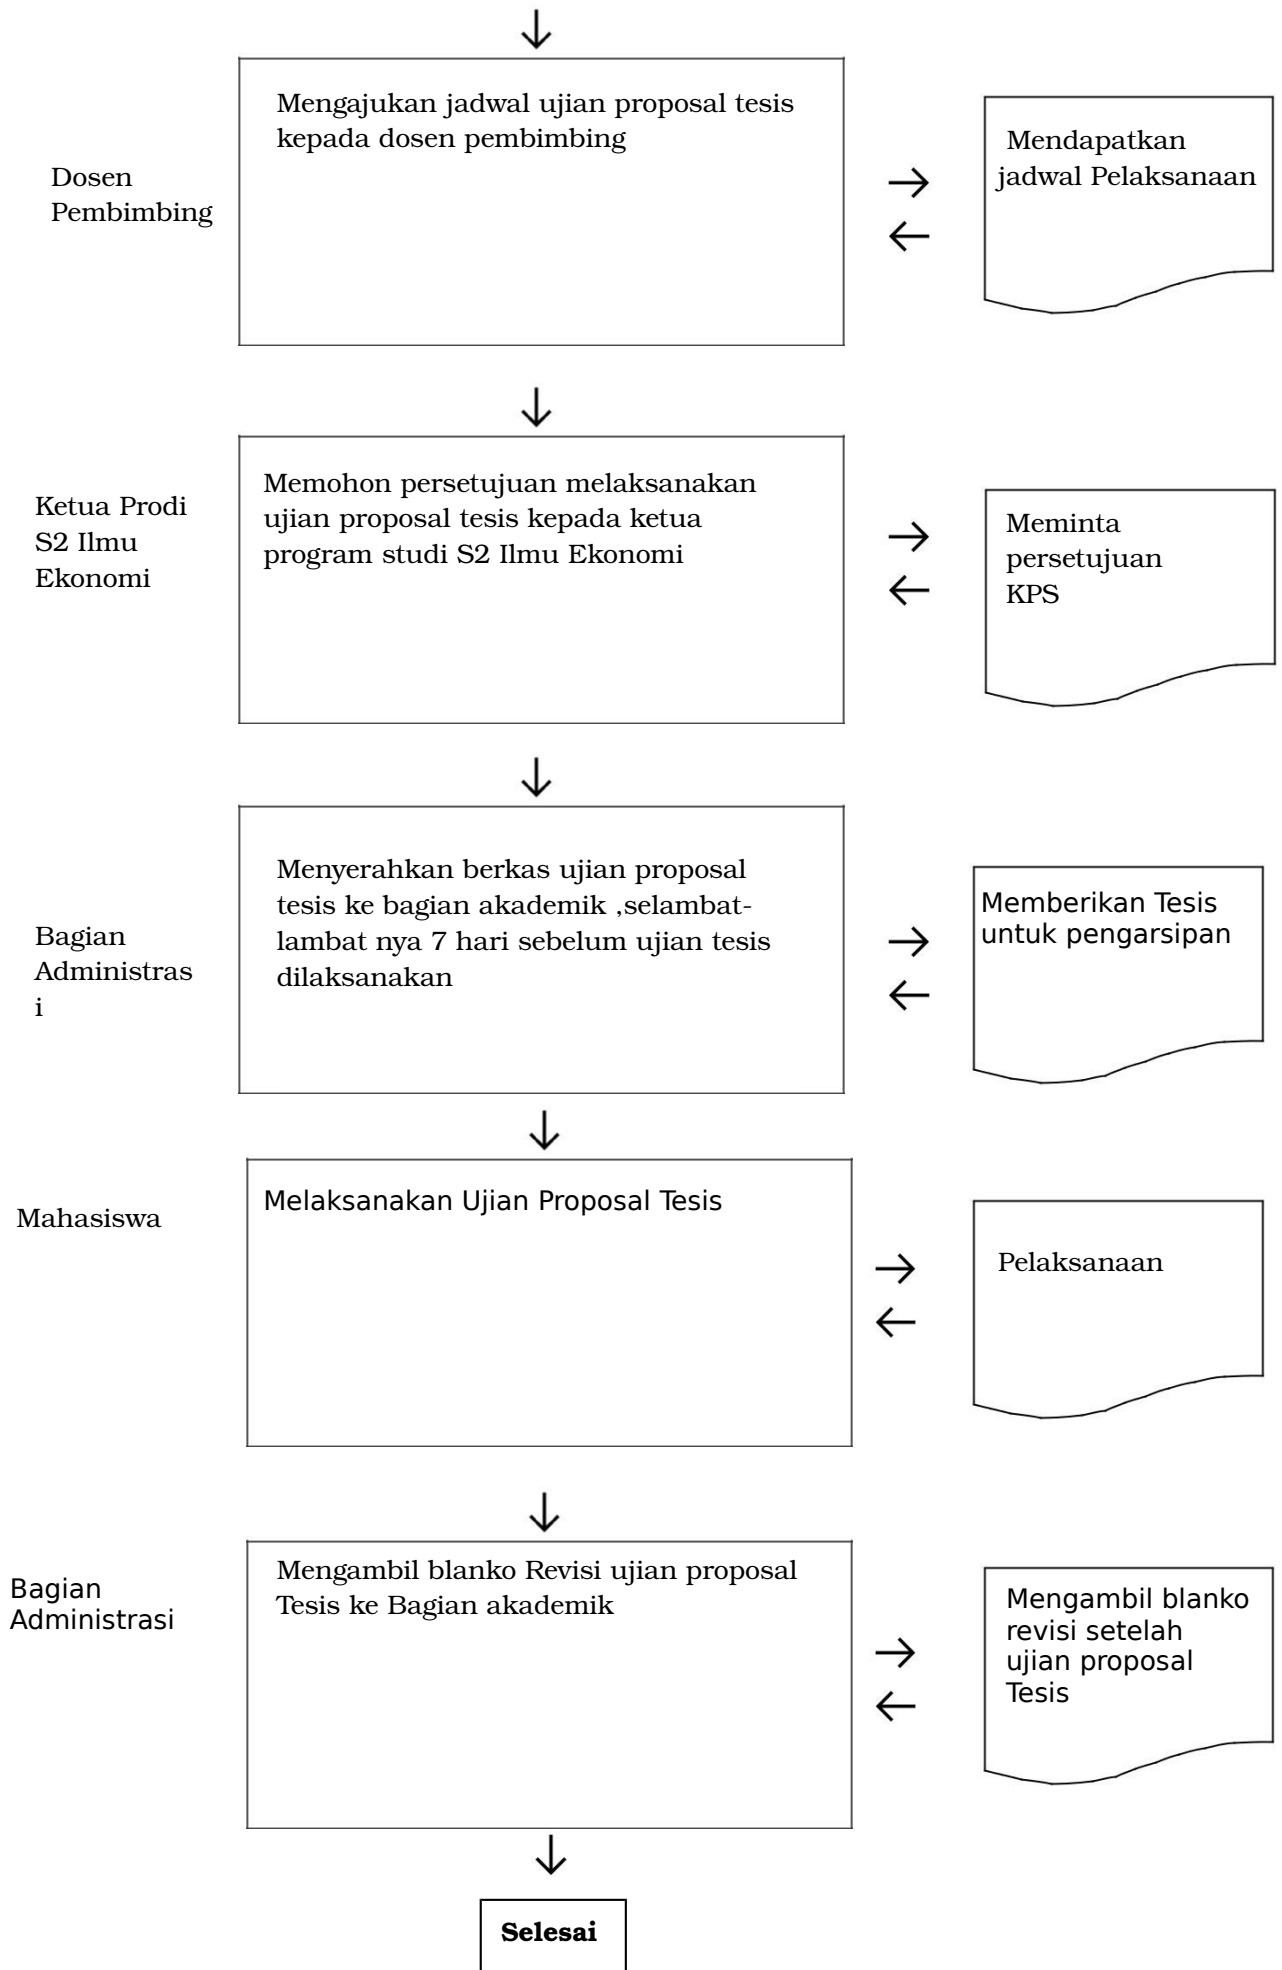 Dosen
Pembimbing
Mengajukan jadwal ujian proposal tesis
kepada dosen pembimbing
Mendapatkan
jadwal Pelaksanaan
Ketua Prodi
S2 Ilmu
Ekonomi
Memohon persetujuan melaksanakan
ujian proposal tesis kepada ketua
program studi S2 Ilmu Ekonomi
Meminta
persetujuan
KPS
Bagian
Administras
i
Menyerahkan berkas ujian proposal
tesis ke bagian akademik ,selambat-
lambat nya 7 hari sebelum ujian tesis
dilaksanakan
Memberikan Tesis
untuk pengarsipan
Mahasiswa
Melaksanakan Ujian Proposal Tesis
Pelaksanaan
Bagian
Administrasi
Mengambil blanko Revisi ujian proposal
Tesis ke Bagian akademik
Mengambil blanko
revisi setelah
ujian proposal
Tesis
Selesai